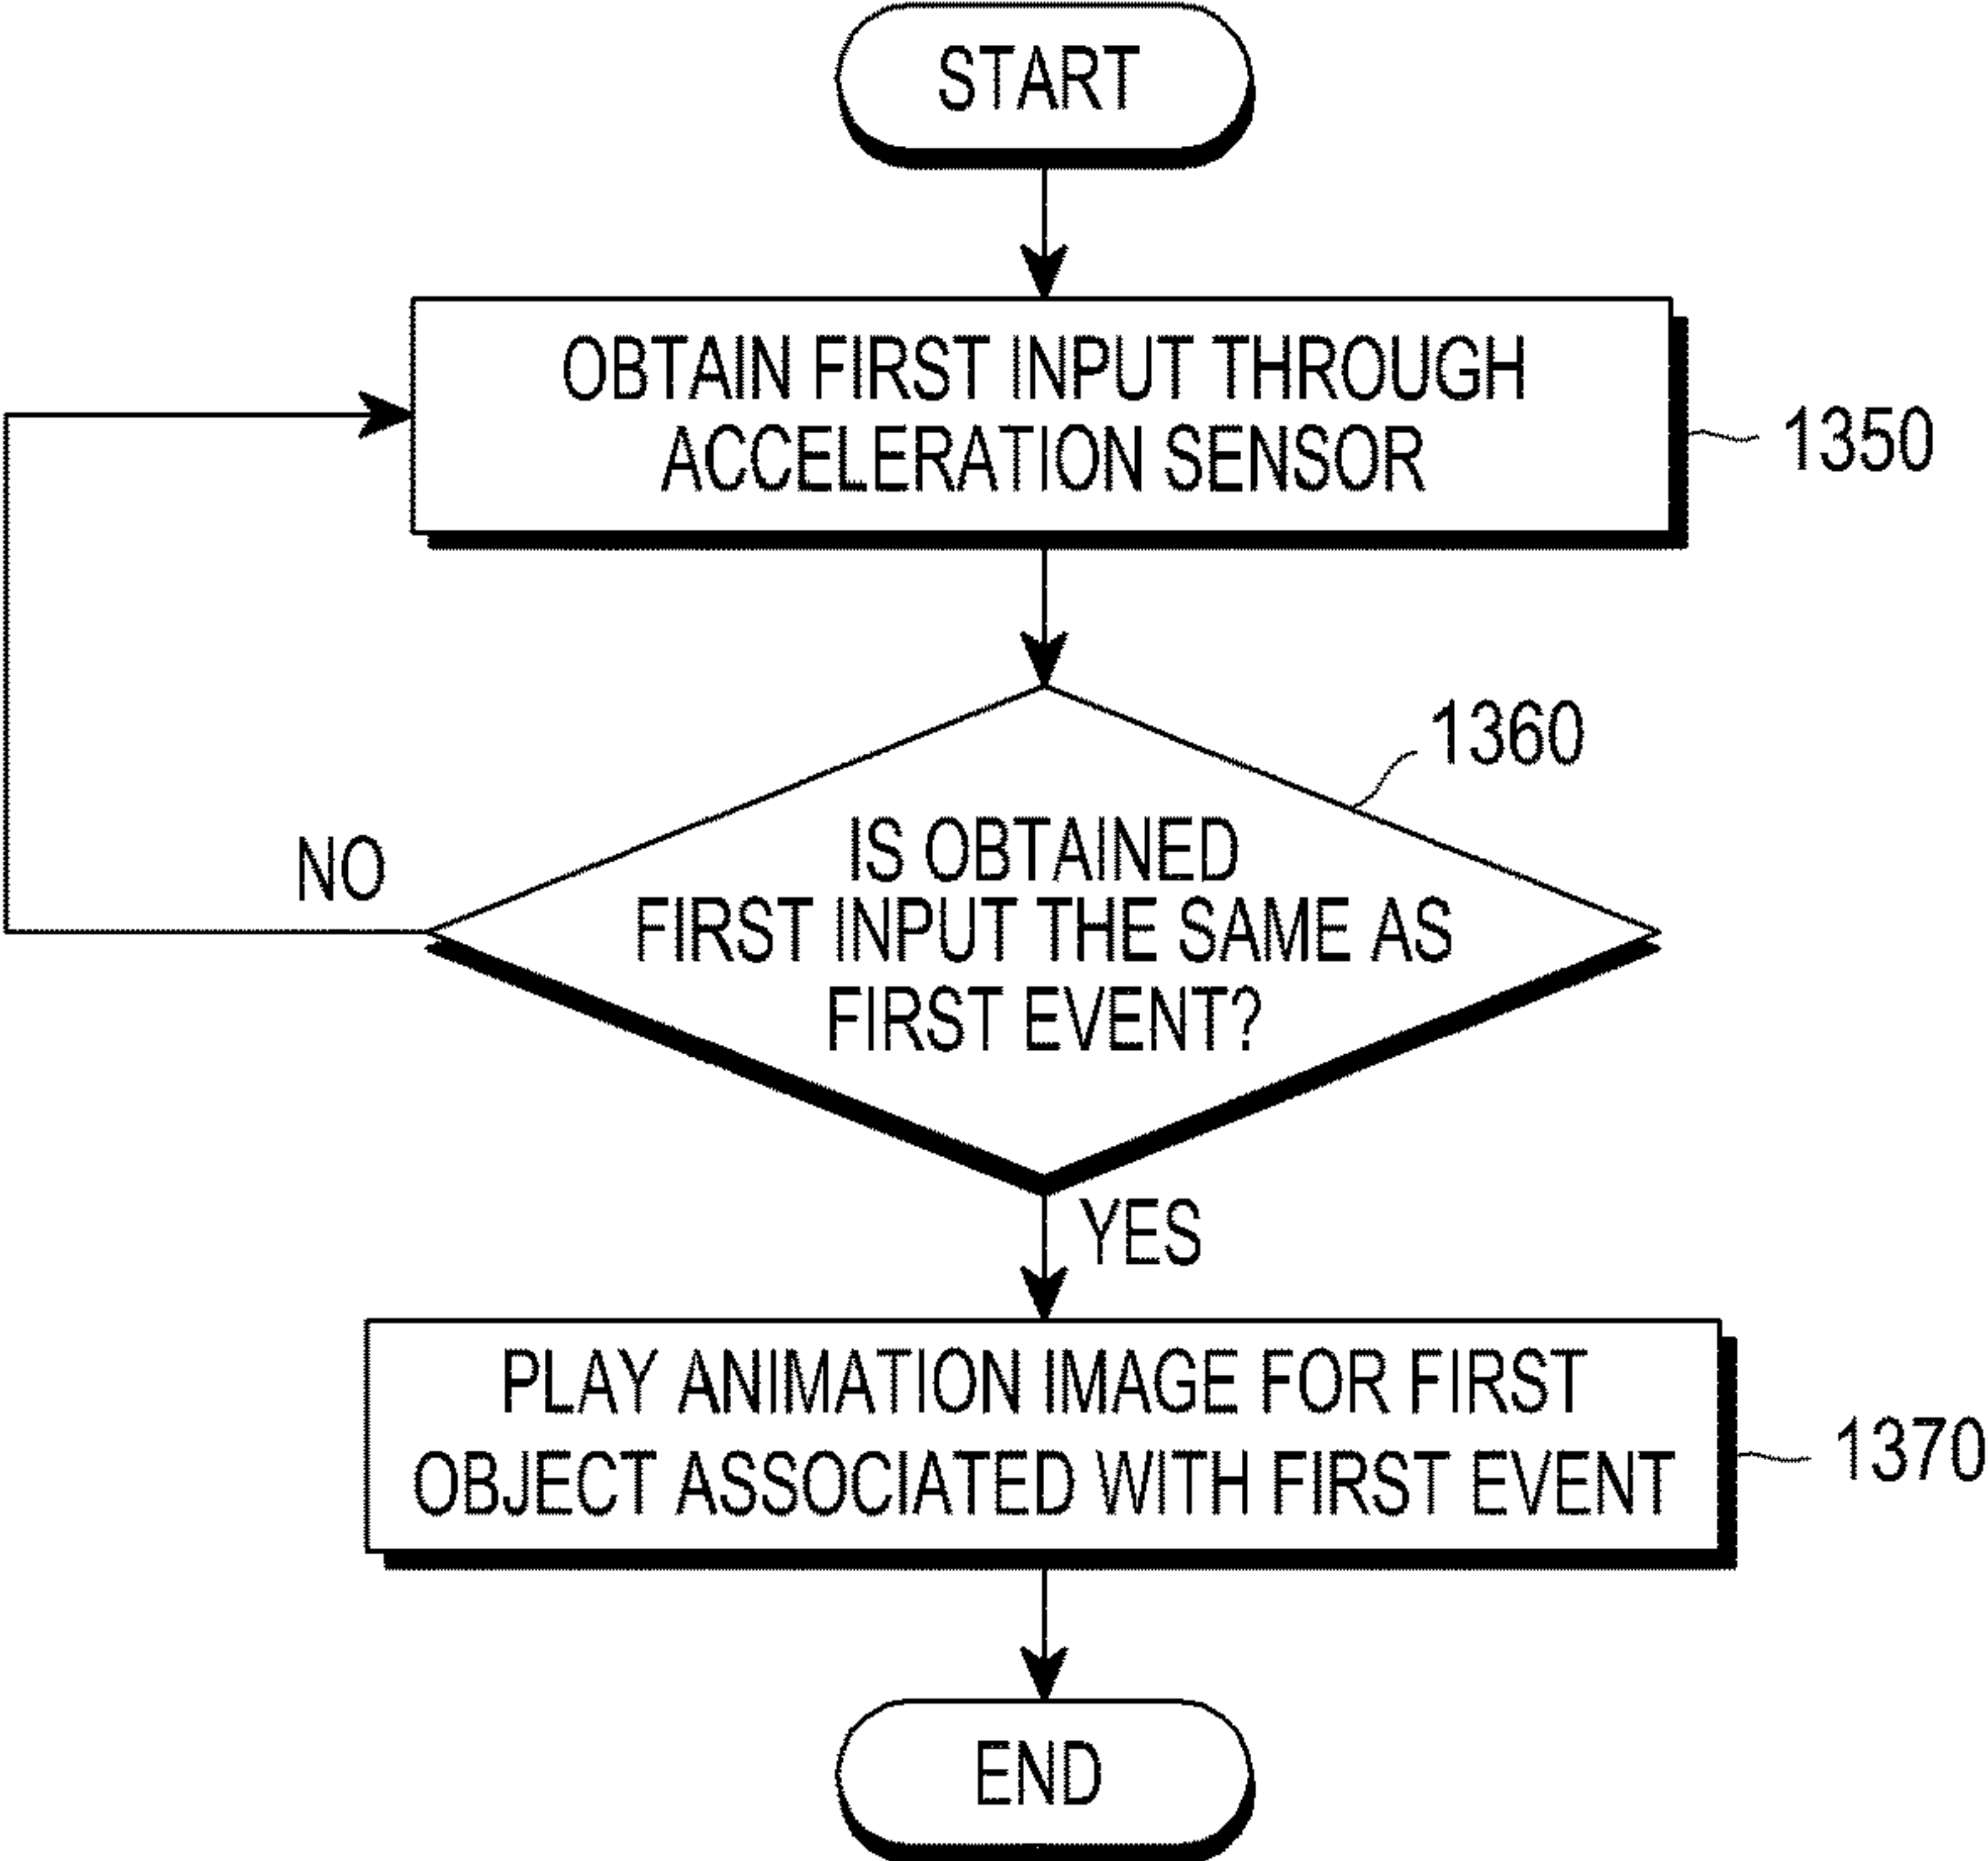 START
OBTAIN FIRST INPUT THROUGH
ACCELERATION SENSOR
1350
1360
IS OBTAINED
FIRST INPUT THE SAME AS
FIRST EVENT?
NO
YES
PLAY ANIMATION IMAGE FOR FIRST
OBJECT ASSOCIATED WITH FIRST EVENT
1370
END